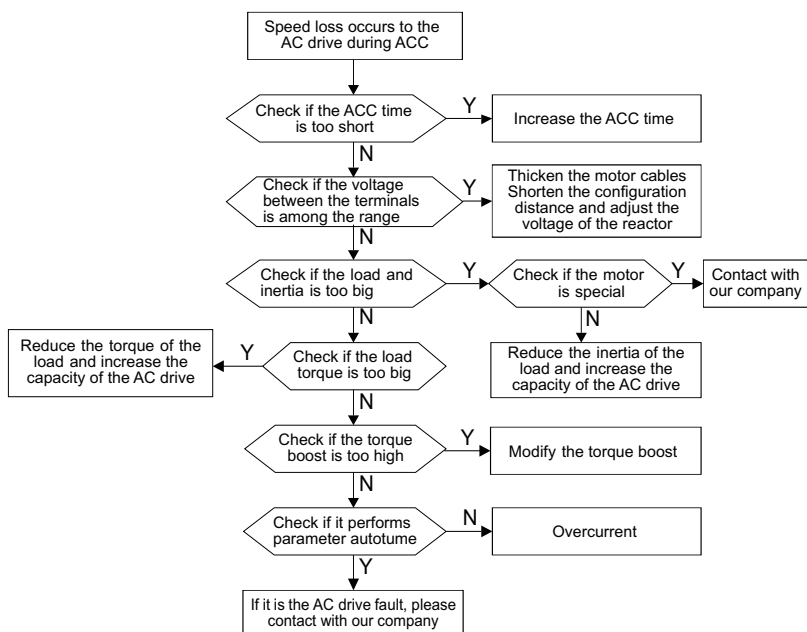 Speed loss occurs to the
AC drive during ACC
Check if the ACC time
is too short
Y
Increase the ACC time
N
Check if the voltage
between the terminals
is among the range
Y
Thicken the motor cables
Shorten the configuration
distance and adjust the
voltage of the reactor
N
Check if the load and
inertia is too big
Y
Check if the motor
is special
Y
Contact with
our company
N
N
Reduce the torque of the
load and increase the
capacity of the AC drive
Y
Check if the load
torque is too big
Reduce the inertia of the
load and increase the
capacity of the AC drive
N
Check if the torque
boost is too high
Y
Modify the torque boost
N
Check if it performs
parameter autotume
N
Overcurrent
Y
If it is the AC drive fault, please
contact with our company